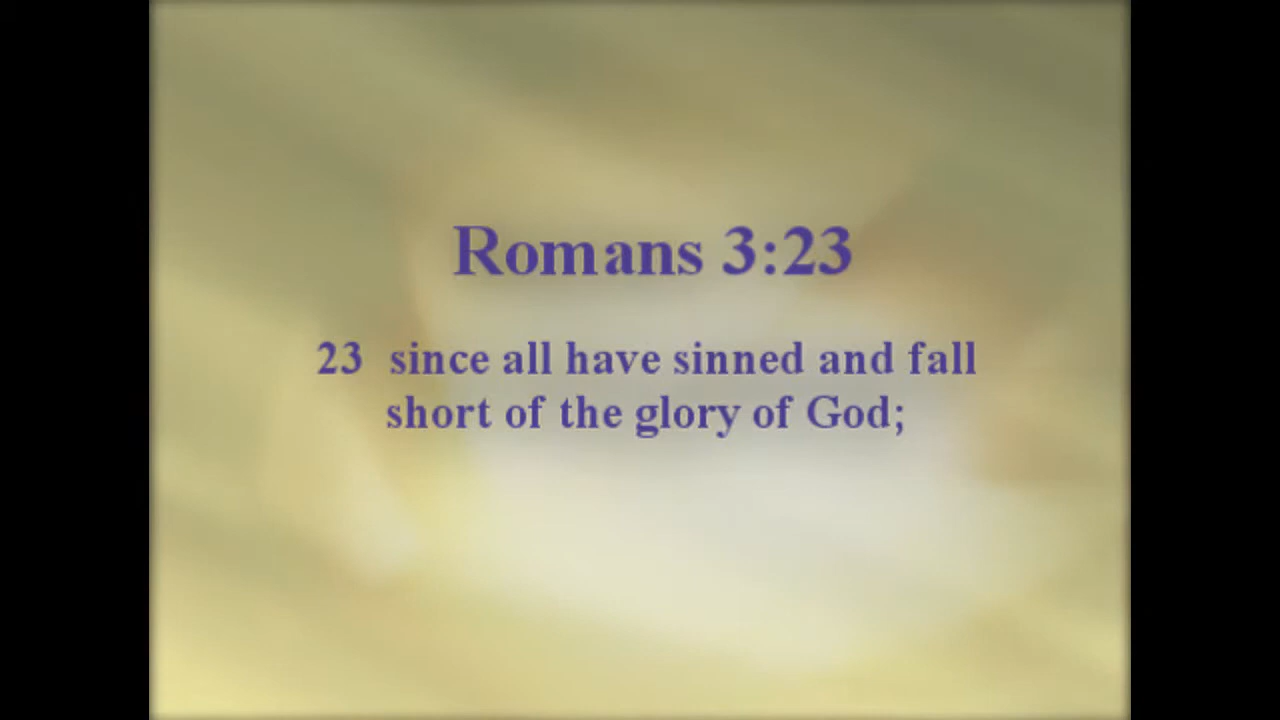 Romans 3:23
23 since all have sinned and fall
short of the glory of God;